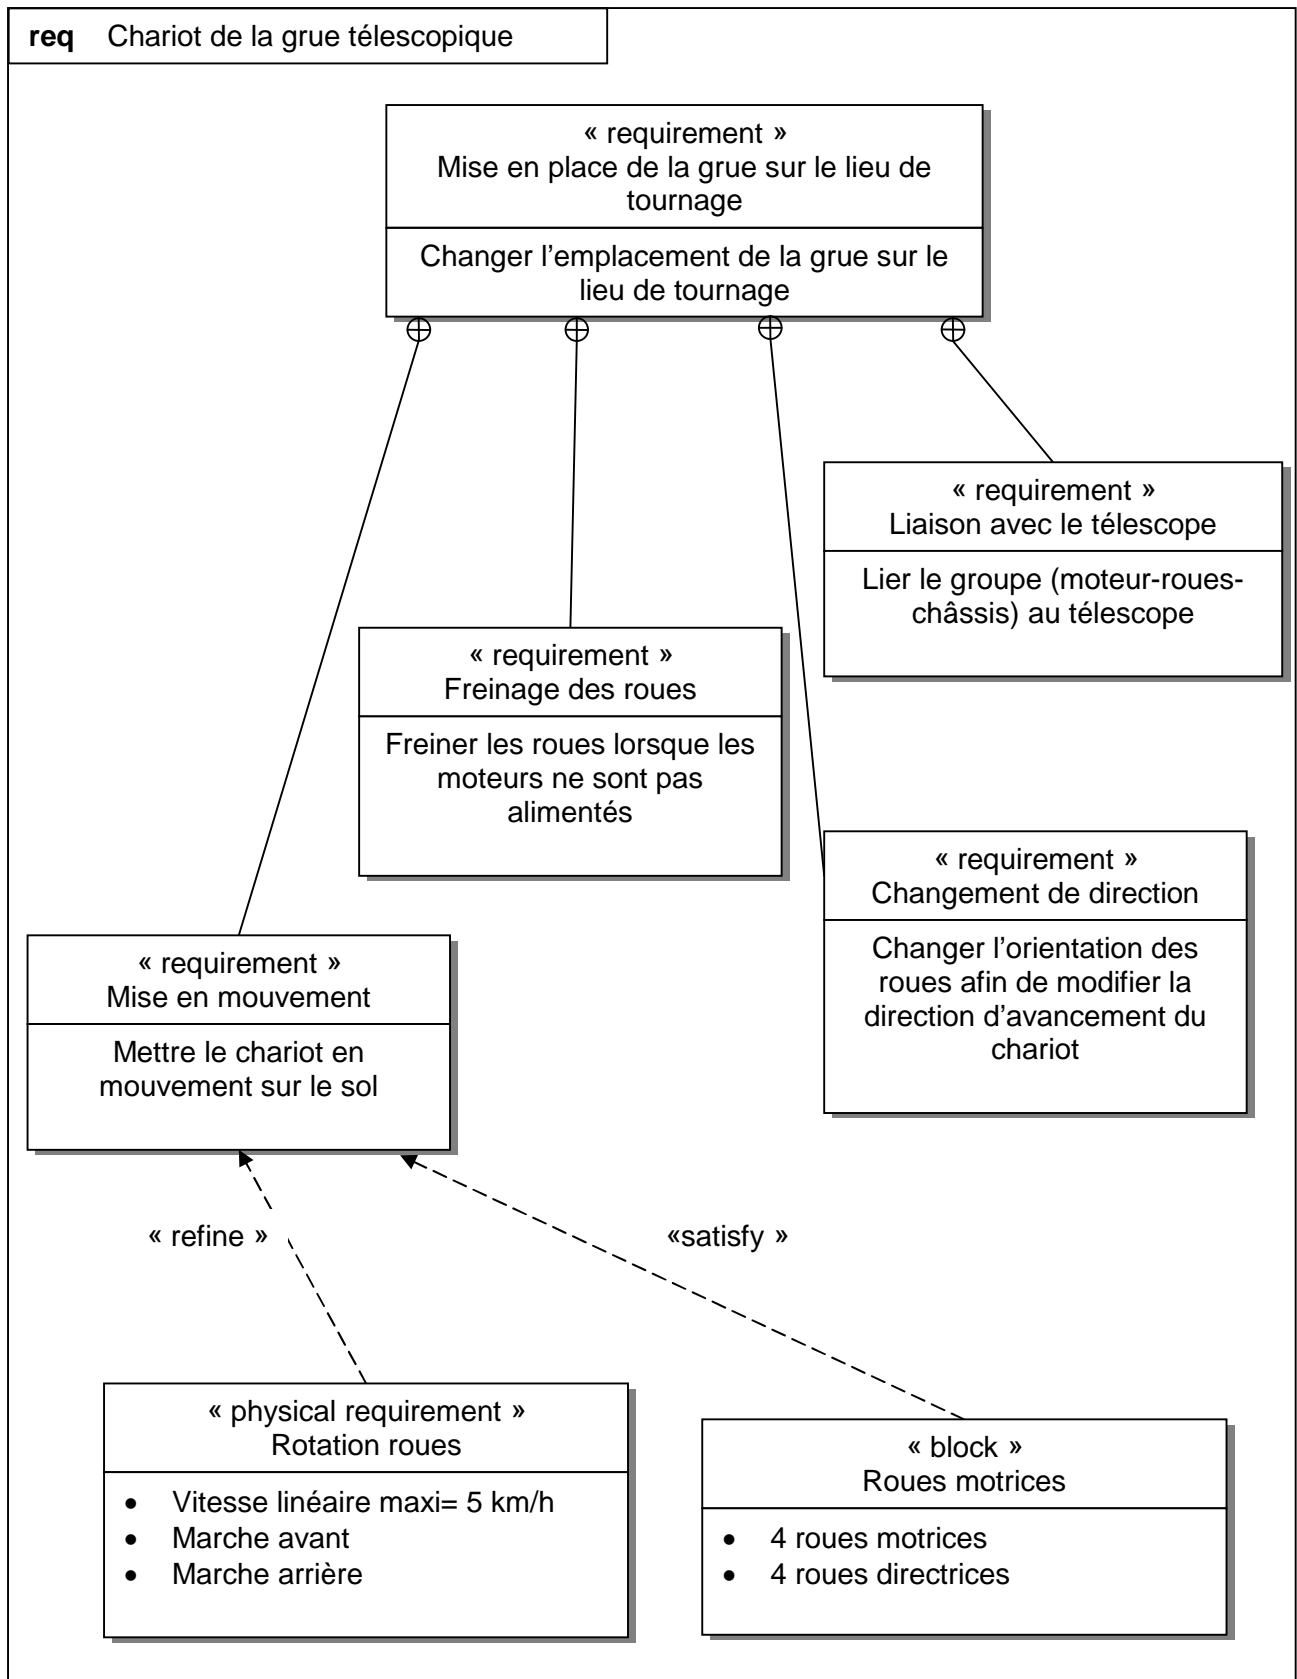 req Chariot de la grue télescopique
« requirement »
Mise en place de la grue sur le lieu de
tournage
Changer l'emplacement de la grue sur le
lieu de tournage
« requirement »
Liaison avec le télescope
Lier le groupe (moteur-roues-
châssis) au télescope
« requirement »
Freinage des roues
Freiner les roues lorsque les
moteurs ne sont pas
alimentés
« requirement »
Changement de direction
Changer l'orientation des
roues afin de modifier la
direction d'avancement du
chariot
« requirement »
Mise en mouvement
Mettre le chariot en
mouvement sur le sol
« refine »
«satisfy »
« physical requirement »
Rotation roues
• Vitesse linéaire maxi= 5 km/h
• Marche avant
• Marche arrière
« block »
Roues motrices
• 4 roues motrices
• 4 roues directrices